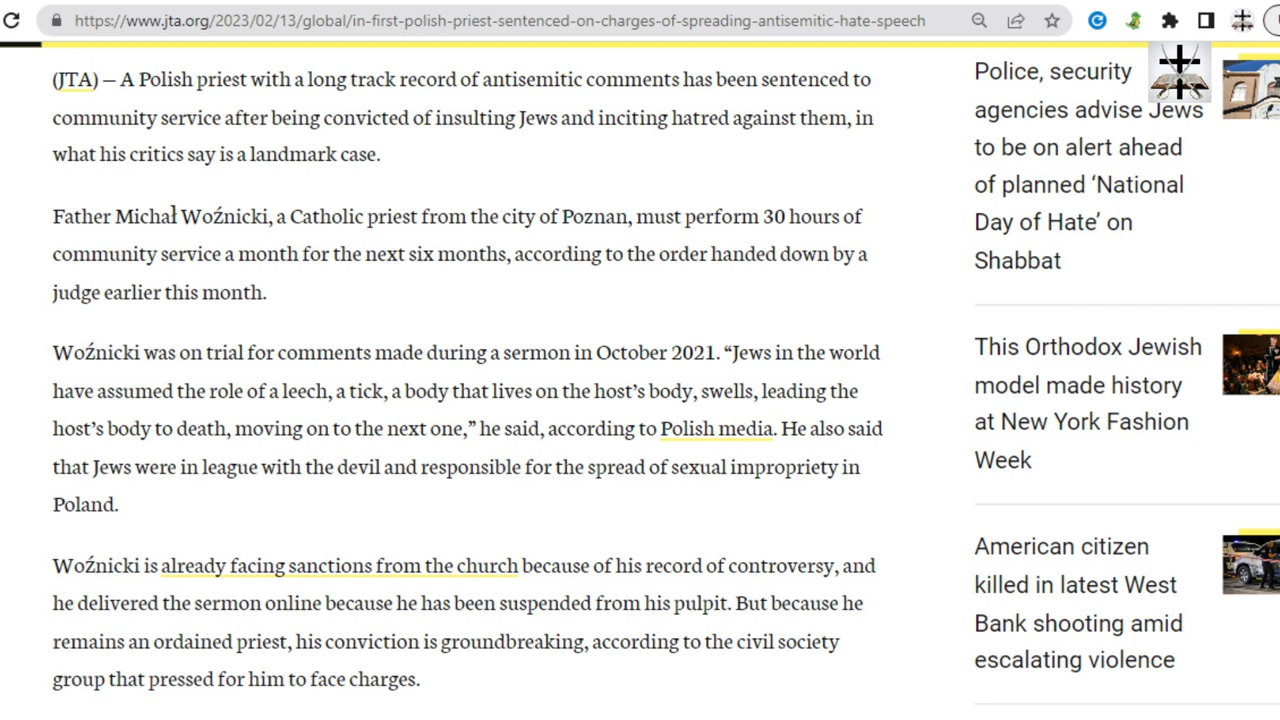 https://www.jta.org/2023/02/13/global/in-first-polish-priest-sentenced-on-charges-of-spreading-antisemitic-hate-speech
(JTA) — A Polish priest with a long track record of antisemitic comments has been sentenced to
community service after being convicted of insulting Jews and inciting hatred against them, in
what his critics say is a landmark case.
Father Michał Woźnicki, a Catholic priest from the city of Poznan, must perform 30 hours of
community service a month for the next six months, according to the order handed down by a
judge earlier this month.
Woźnicki was on trial for comments made during a sermon in October 2021. “Jews in the world
have assumed the role of a leech, a tick, a body that lives on the host’s body, swells, leading the
host’s body to death, moving on to the next one,” he said, according to Polish media. He also said
that Jews were in league with the devil and responsible for the spread of sexual impropriety in
Poland.
Woźnicki is already facing sanctions from the church because of his record of controversy, and
he delivered the sermon online because he has been suspended from his pulpit. But because he
remains an ordained priest, his conviction is groundbreaking, according to the civil society
group that pressed for him to face charges.
Police, security
agencies advise Jews
to be on alert ahead
of planned ‘National
Day of Hate’ on
Shabbat
This Orthodox Jewish
model made history
at New York Fashion
Week
American citizen
killed in latest West
Bank shooting amid
escalating violence